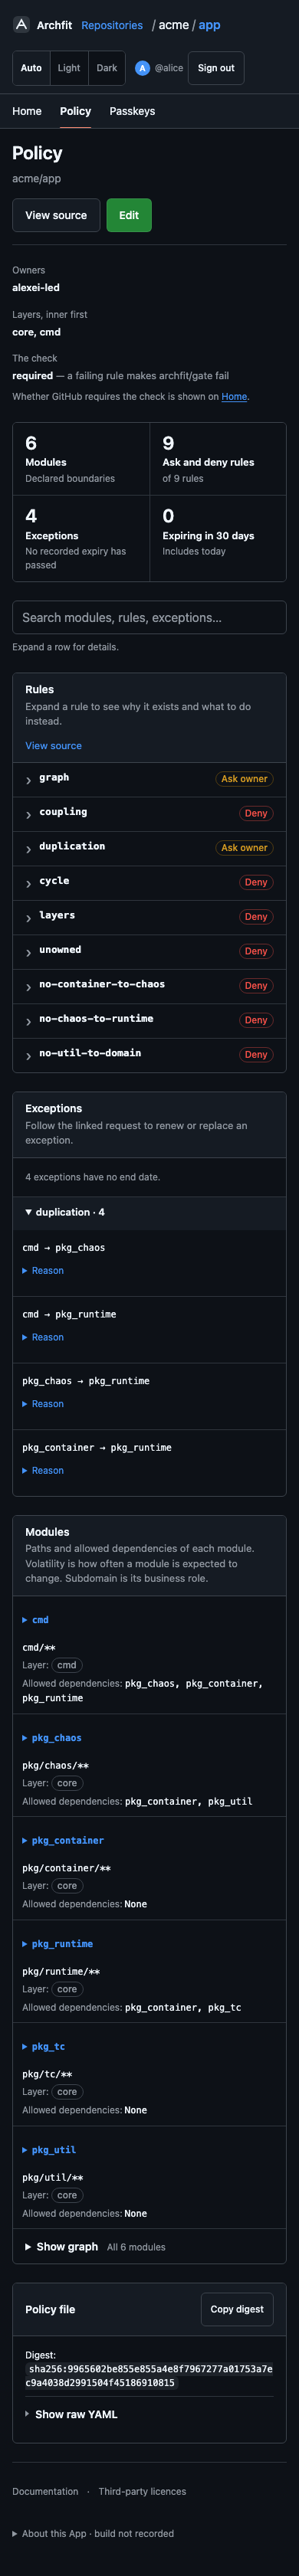 Archfit Repositories / acme / app
Auto Light Dark A @alice Sign out
Home Policy Passkeys
Policy
acme/app
View source Edit
Owners
alexei-led
Layers, inner first
core, cmd
The check
required — a failing rule makes archfit/gate fail
Whether GitHub requires the check is shown on Home.
6 9
Modules Ask and deny rules
Declared boundaries of 9 rules
4 0
Exceptions Expiring in 30 days
No recorded expiry has Includes today
passed
Search modules, rules, exceptions...
Expand a row for details.
Rules
Expand a rule to see why it exists and what to do
instead.
View source
graph Ask owner
coupling Deny
duplication Ask owner
cycle Deny
layers Deny
unowned Deny
no-container-to-chaos Deny
no-chaos-to-runtime Deny
no-util-to-domain Deny
Exceptions
Follow the linked request to renew or replace an
exception.
4 exceptions have no end date.
duplication · 4
cmd → pkg_chaos
Reason
cmd → pkg_runtime
Reason
pkg_chaos → pkg_runtime
Reason
pkg_container → pkg_runtime
Reason
Modules
Paths and allowed dependencies of each module.
Volatility is how often a module is expected to
change. Subdomain is its business role.
cmd
cmd/**
Layer: cmd
Allowed dependencies: pkg_chaos, pkg_container,
pkg_runtime
pkg_chaos
pkg/chaos/**
Layer: core
Allowed dependencies: pkg_container, pkg_util
pkg_container
pkg/container/**
Layer: core
Allowed dependencies: None
pkg_runtime
pkg/runtime/**
Layer: core
Allowed dependencies: pkg_container, pkg_tc
pkg_tc
pkg/tc/**
Layer: core
Allowed dependencies: None
pkg_util
pkg/util/**
Layer: core
Allowed dependencies: None
Show graph All 6 modules
Policy file Copy digest
Digest:
sha256:9965602be855e855a4e8f7967277a01753a7e
c9a4038d2991504f45186910815
Show raw YAML
Documentation · Third-party licences
About this App · build not recorded